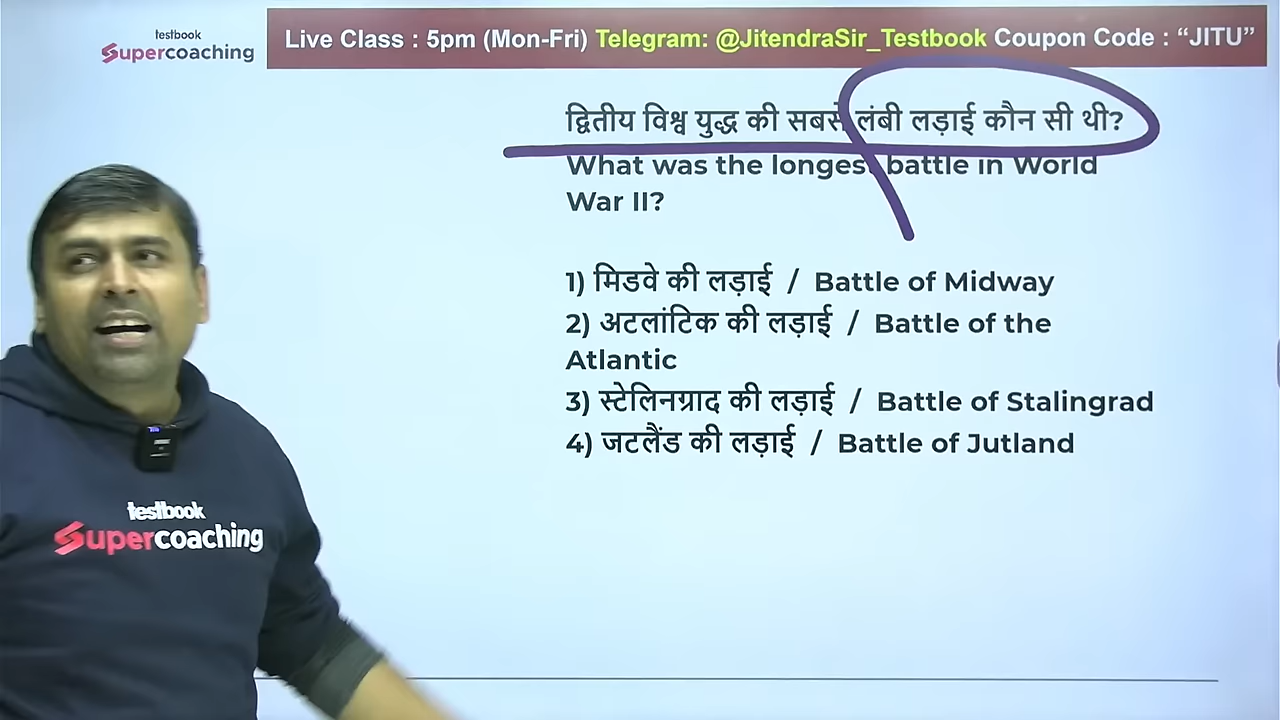 testbook
Supercoaching
Live Class : 5pm (Mon-Fri) Telegram: @JitendraSir_Testbook Coupon Code : “JITU”
द्वितीय विश्व युद्ध की सबसे लंबी लड़ाई कौन सी थी?
What was the longest battle in World
War II?
1) मिडवे की लड़ाई / Battle of Midway
2) अटलांटिक की लड़ाई / Battle of the
Atlantic
3) स्टेलिनग्राद की लड़ाई / Battle of Stalingrad
4) जटलैंड की लड़ाई / Battle of Jutland
testbook
Supercoaching